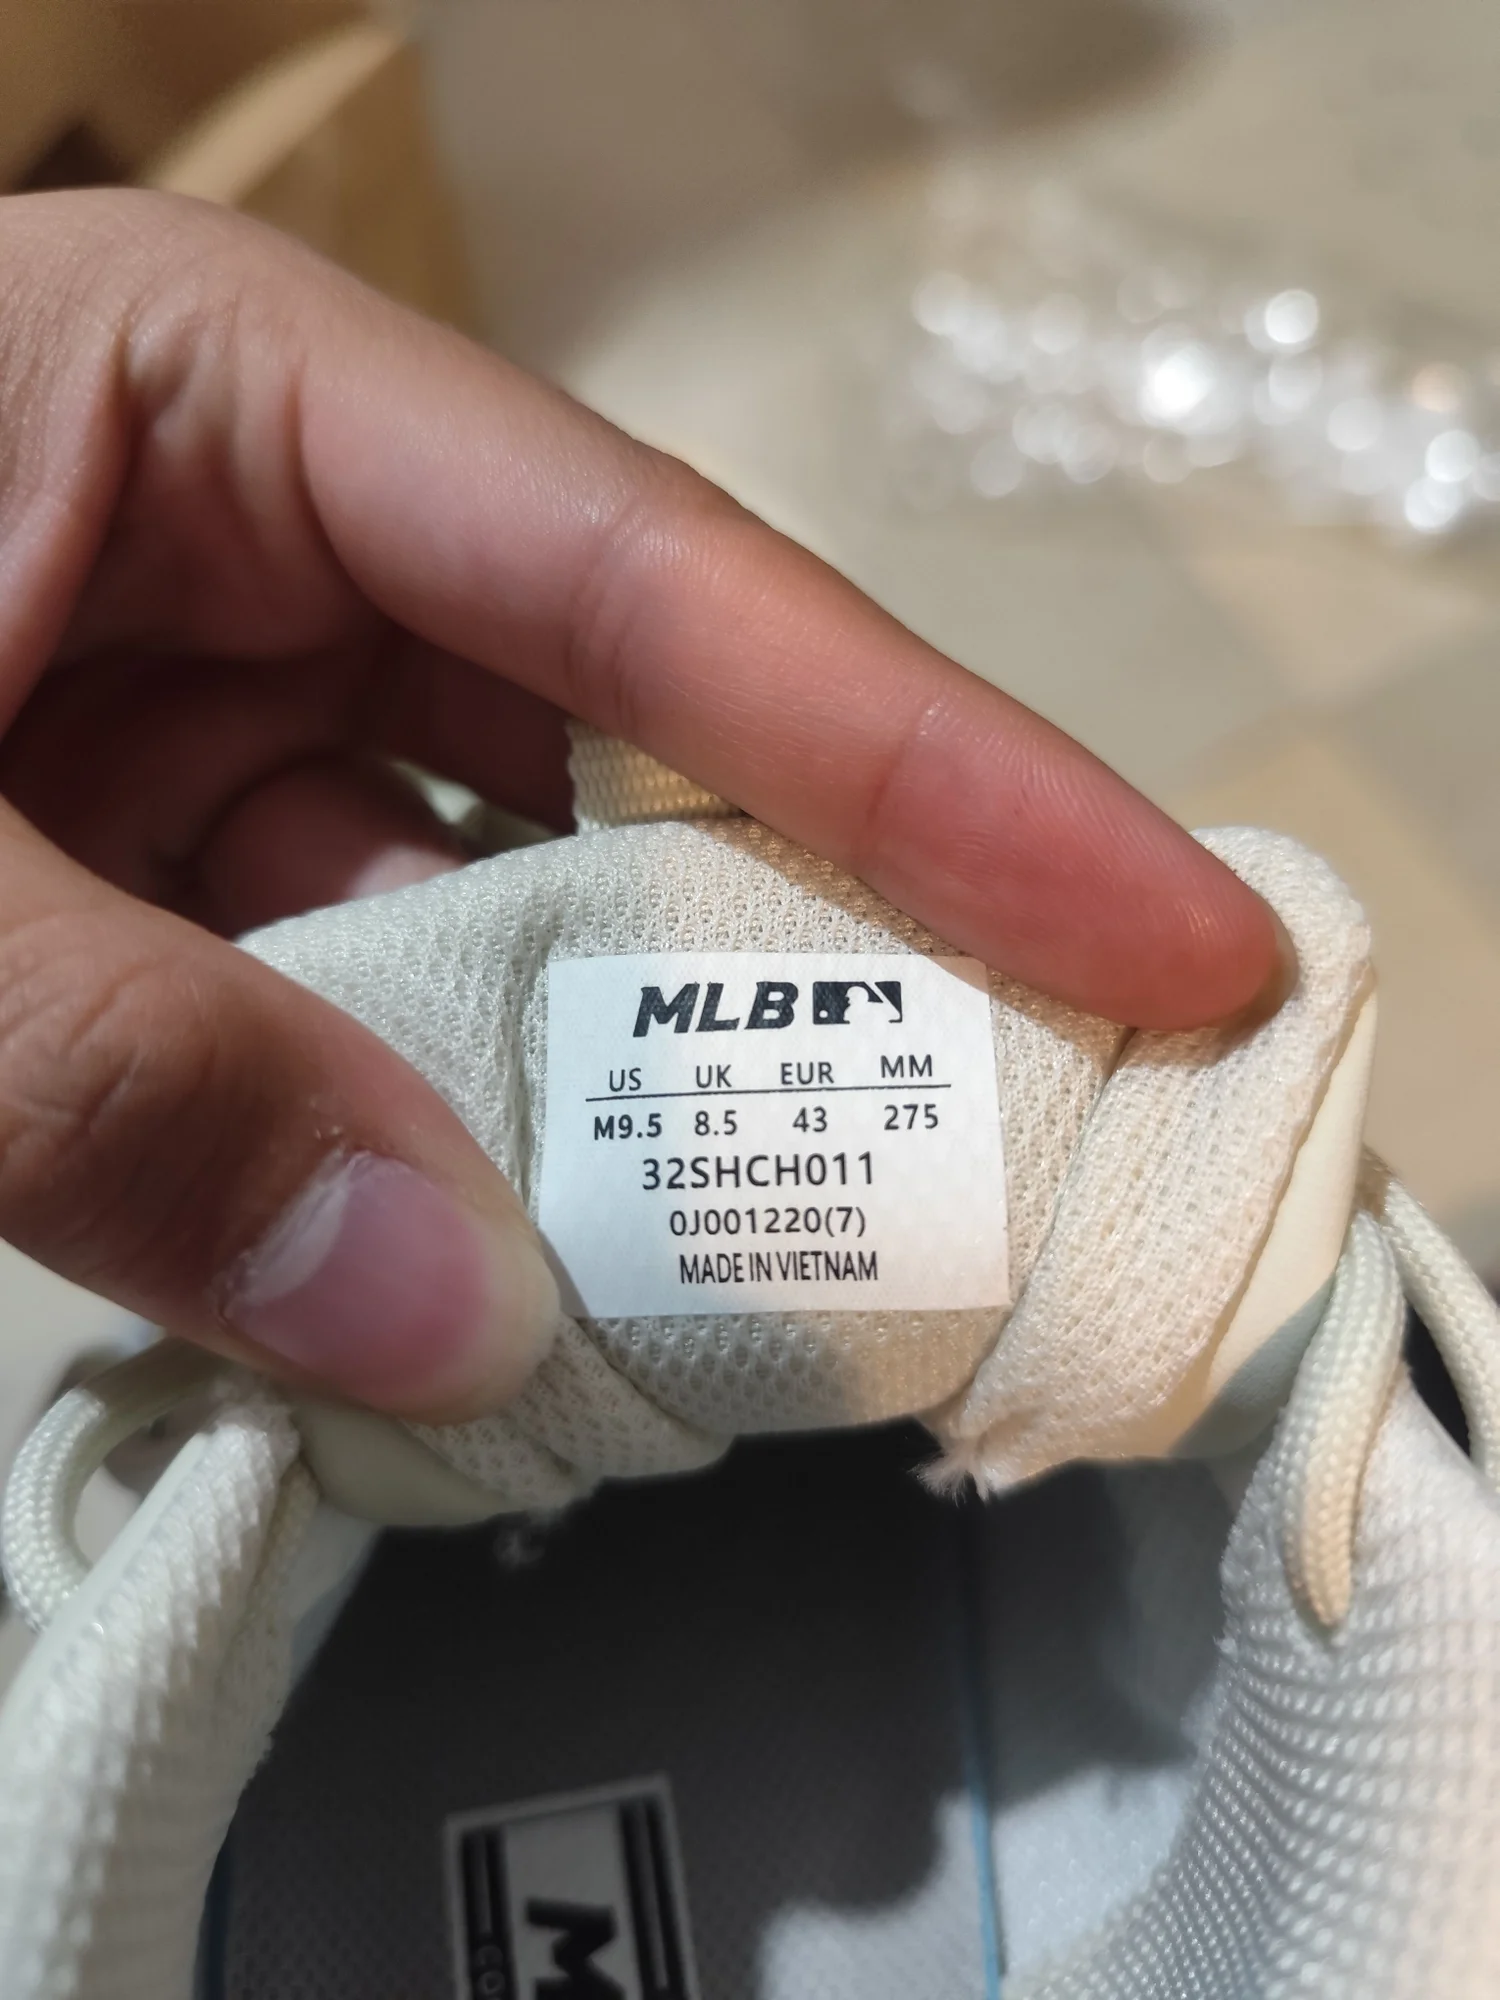 MLB
US UK EUR MM
M9.5 8.5 43 275
32SHCH011
0J001220(7)
MADE IN VIETNAM
M